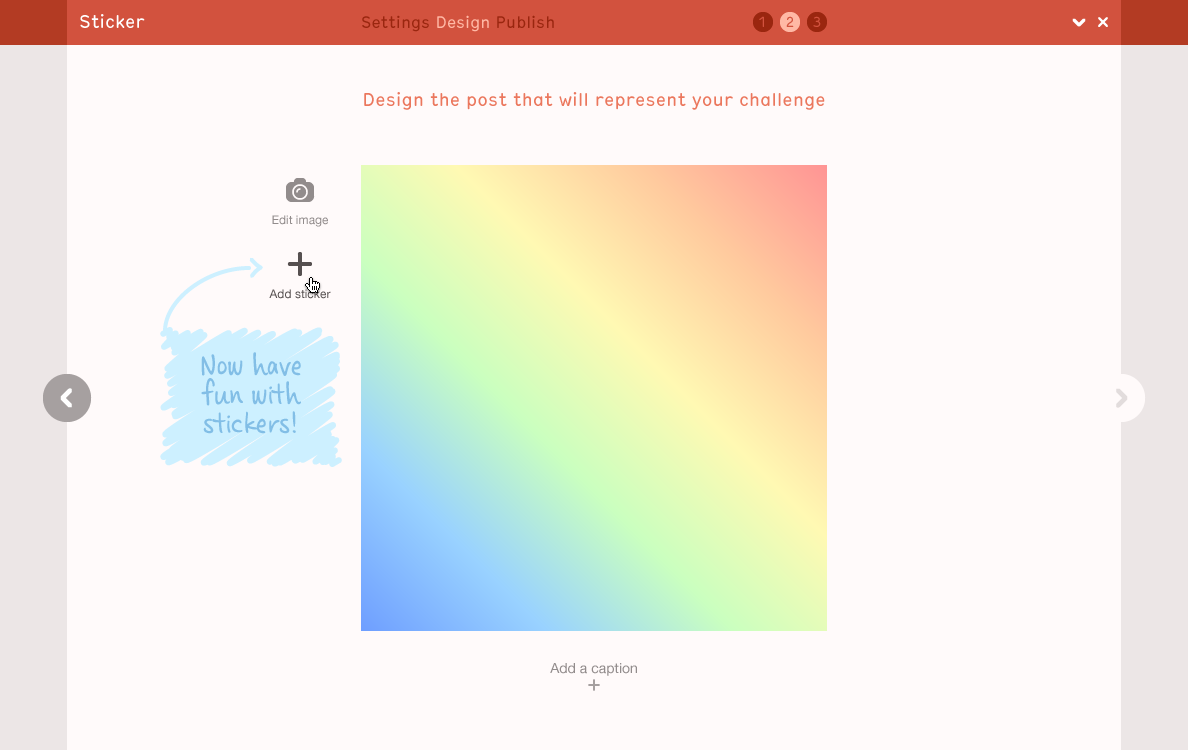 Sticker
Settings Design Publish
1 2 3
Design the post that will represent your challenge
Edit image
Add sticker
Now have
fun with
stickers!
Add a caption